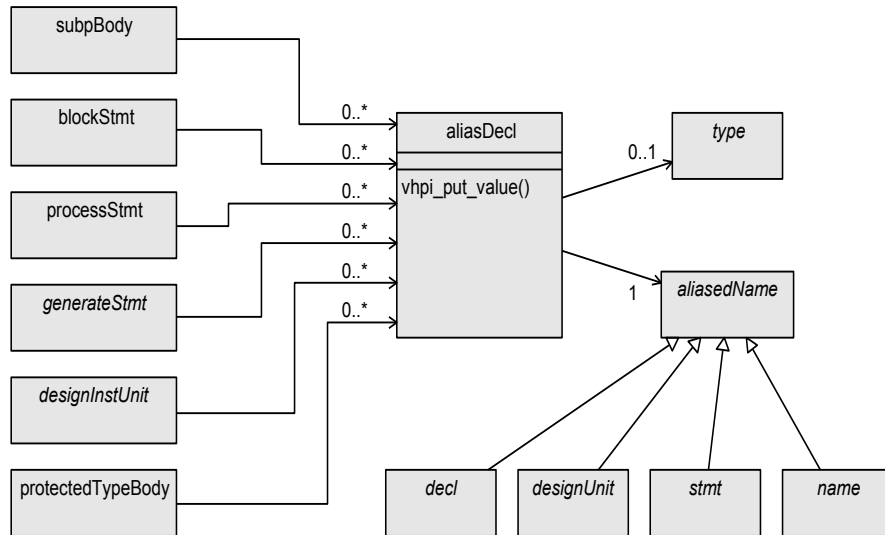 subpBody
0..*
blockStmt
0..*
aliasDecl
type
0..1
processStmt
0..*
vhpi_put_value()
generateStmt
0..*
0..*
1
aliasedName
0..*
designInstUnit
protectedTypeBody
decl
designUnit
stmt
name